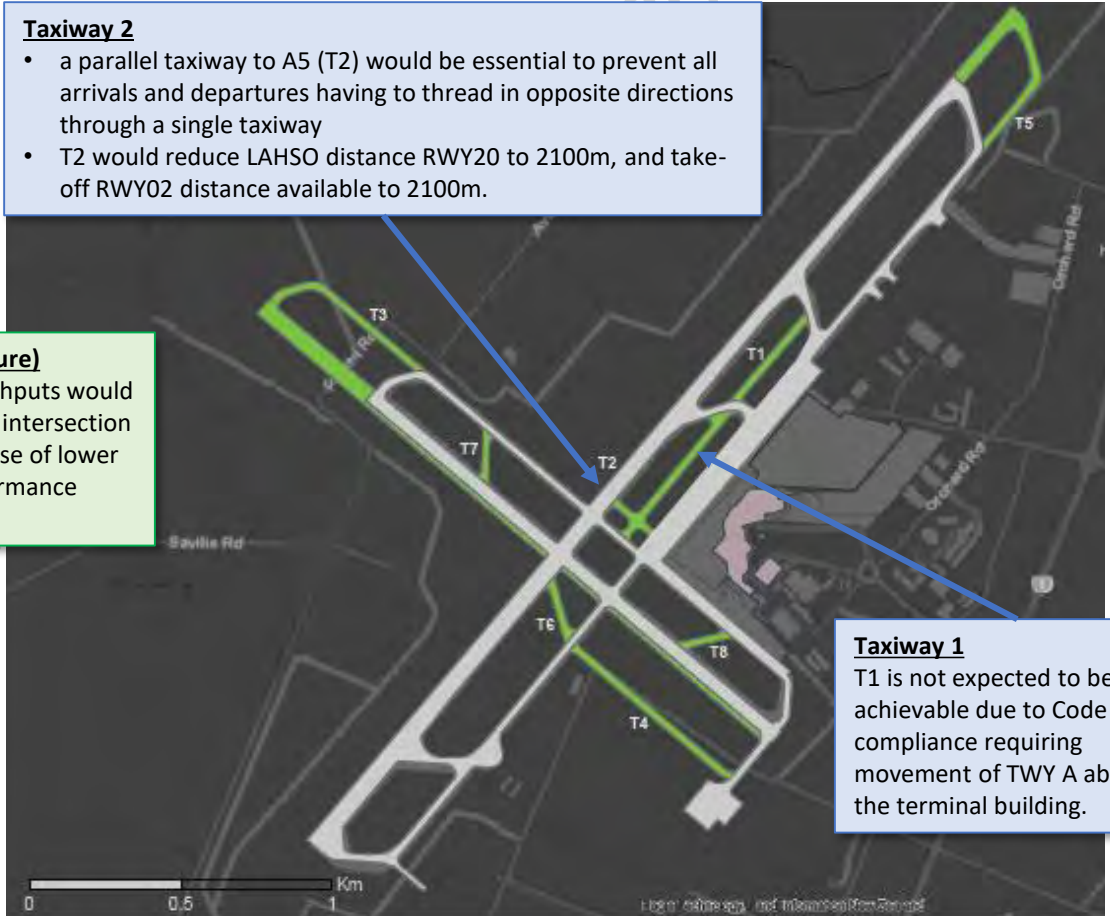 Taxiway 2
• a parallel taxiway to A5 (T2) would be essential to prevent all
arrivals and departures having to thread in opposite directions
through a single taxiway
• T2 would reduce LAHSO distance RWY20 to 2100m, and take-
off RWY02 distance available to 2100m.
T5
Orchard Rd
T3
ure)
hputs would
intersection
se of lower
rmance
T1
T7
T2
Orchard Rd
Savills Rd
T6
T8
T4
Taxiway 1
T1 is not expected to be
achievable due to Code
compliance requiring
movement of TWY A ab
the terminal building.
Km
0 0.5 1